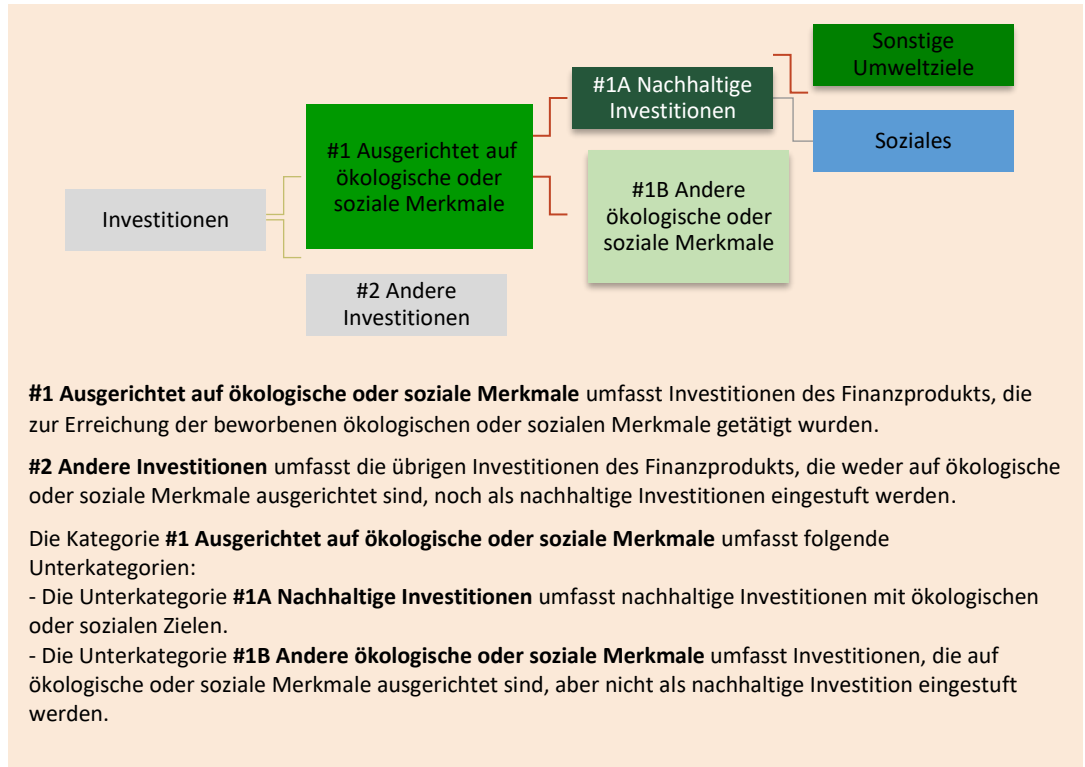 Sonstige
Umweltziele
#1A Nachhaltige
Investitionen
Soziales
#1 Ausgerichtet auf
ökologische oder
soziale Merkmale
#1B Andere
ökologische oder
soziale Merkmale
Investitionen
#2 Andere
Investitionen
#1 Ausgerichtet auf ökologische oder soziale Merkmale umfasst Investitionen des Finanzprodukts, die
zur Erreichung der beworbenen ökologischen oder sozialen Merkmale getätigt wurden.
#2 Andere Investitionen umfasst die übrigen Investitionen des Finanzprodukts, die weder auf ökologische
oder soziale Merkmale ausgerichtet sind, noch als nachhaltige Investitionen eingestuft werden.
Die Kategorie #1 Ausgerichtet auf ökologische oder soziale Merkmale umfasst folgende
Unterkategorien:
- Die Unterkategorie #1A Nachhaltige Investitionen umfasst nachhaltige Investitionen mit ökologischen
oder sozialen Zielen.
- Die Unterkategorie #1B Andere ökologische oder soziale Merkmale umfasst Investitionen, die auf
ökologische oder soziale Merkmale ausgerichtet sind, aber nicht als nachhaltige Investition eingestuft
werden.